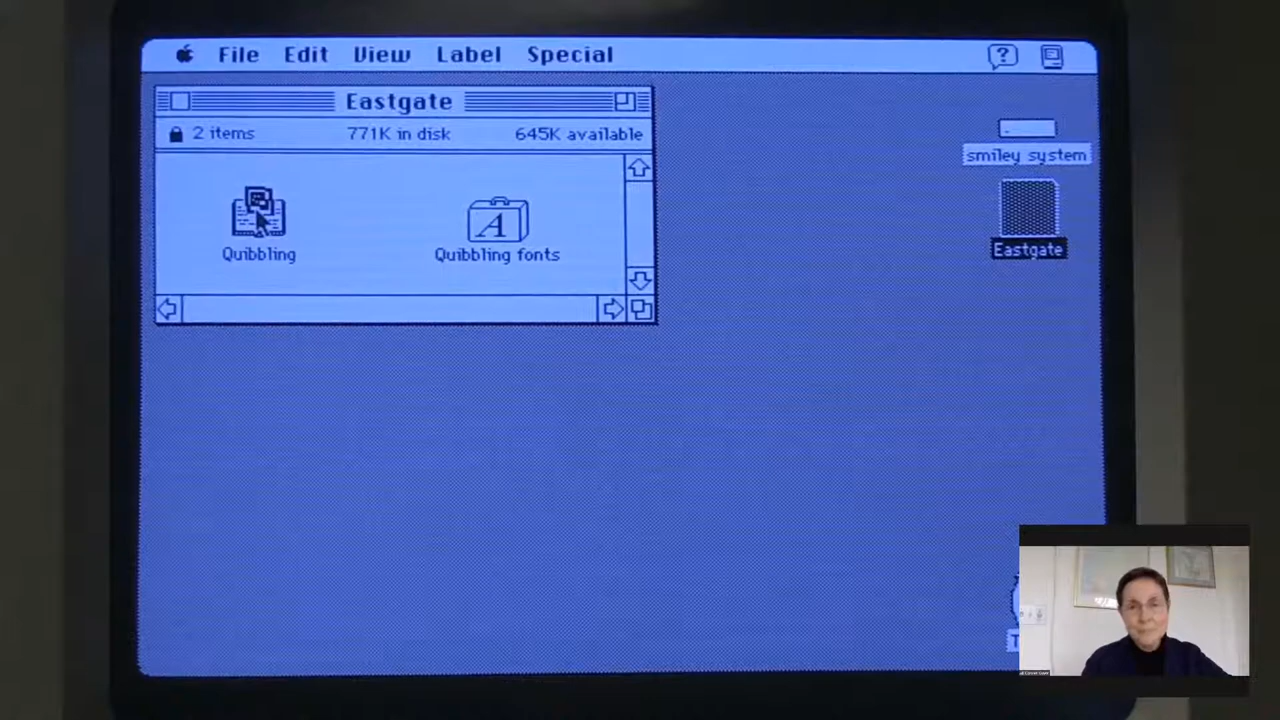 File Edit View Label Special
Eastgate
2 items 771K in disk 645K available
Quibbling
Quibbling fonts
smiley system
Eastgate